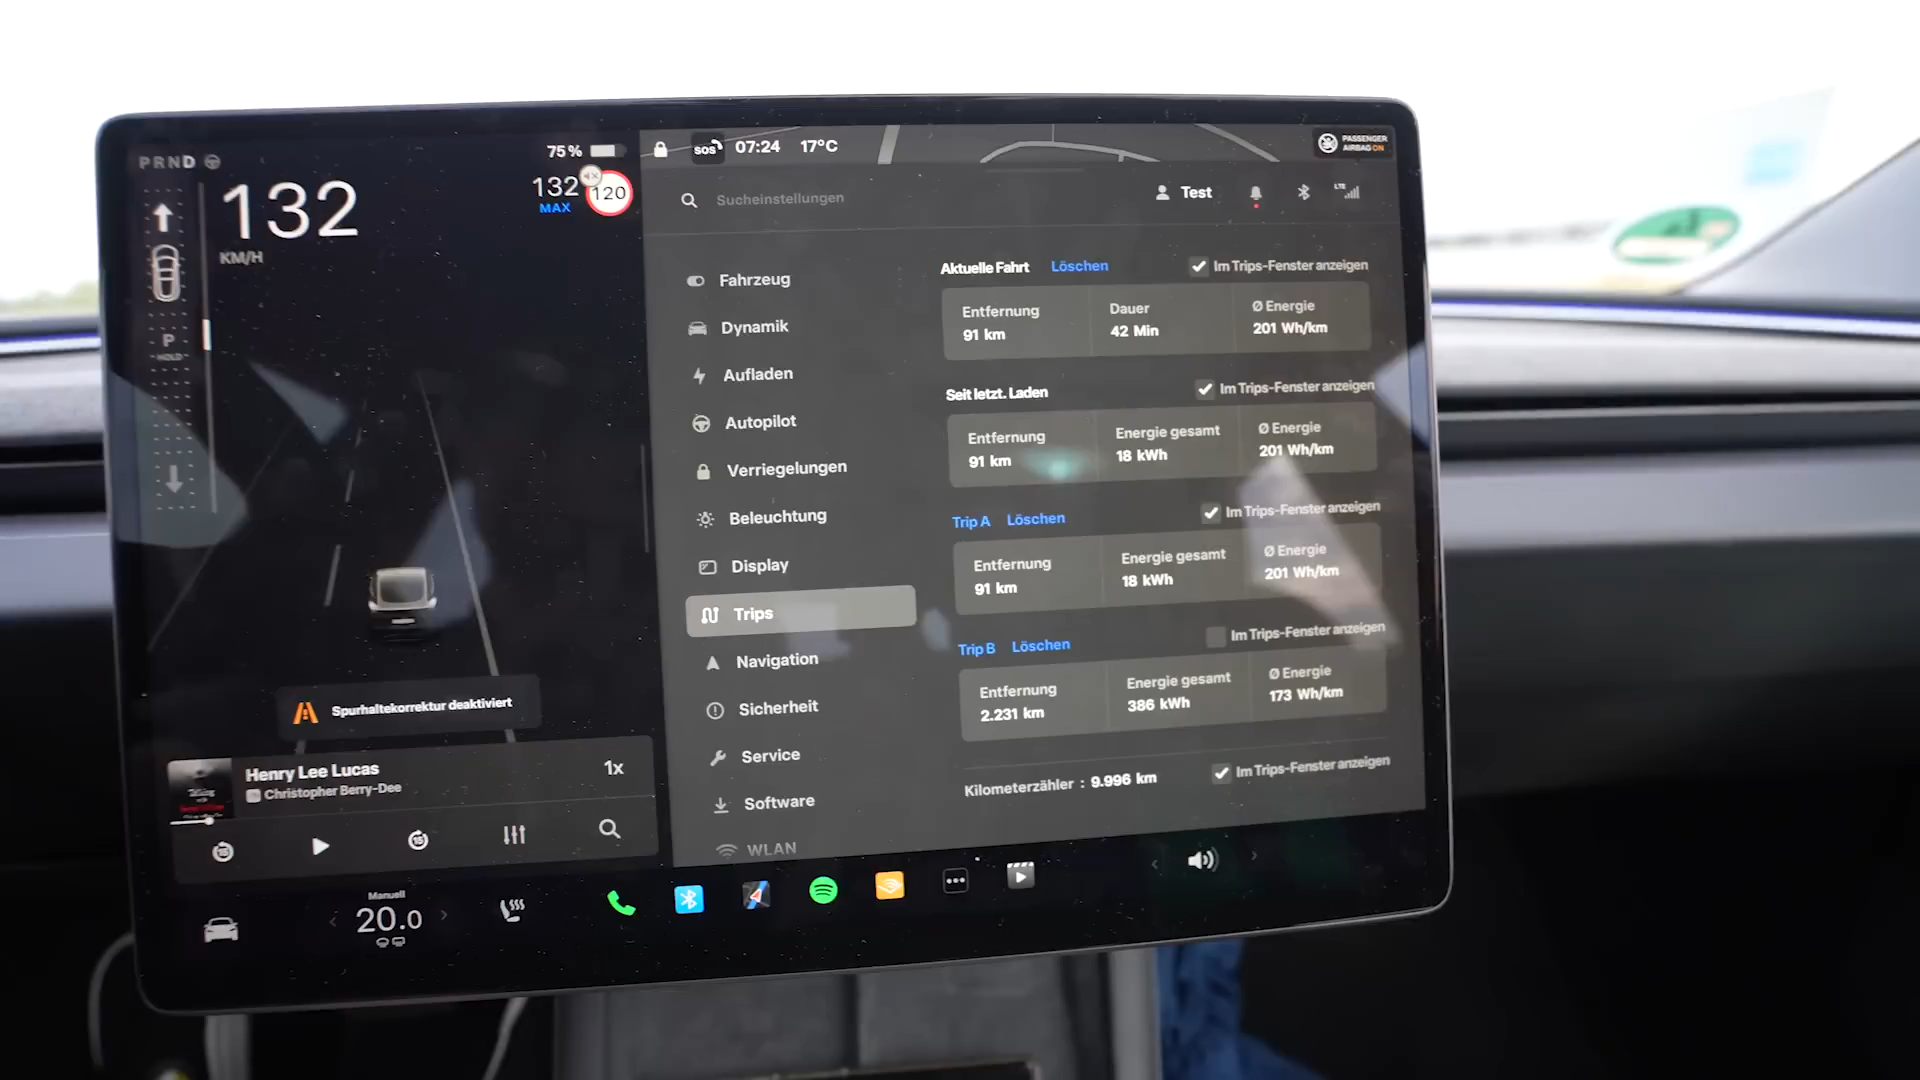 PRND
75 %
132
KM/H
132
MAX
120
P
HOLD
Spurhaltekorrektur deaktiviert
Henry Lee Lucas
Christopher Berry-Dee
1x
15
15
Manuell
20.0
SOS
07:24
17°C
PASSENGER
AIRBAG ON
Sucheinstellungen
Test
LTE
Fahrzeug
Dynamik
Aufladen
Autopilot
Verriegelungen
Beleuchtung
Display
Trips
Navigation
Sicherheit
Service
Software
WLAN
Aktuelle Fahrt Löschen Im Trips-Fenster anzeigen
Entfernung Dauer Ø Energie
91 km 42 Min 201 Wh/km
Seit letzt. Laden Im Trips-Fenster anzeigen
Entfernung Energie gesamt Ø Energie
91 km 18 kWh 201 Wh/km
Trip A Löschen Im Trips-Fenster anzeigen
Entfernung Energie gesamt Ø Energie
91 km 18 kWh 201 Wh/km
Trip B Löschen Im Trips-Fenster anzeigen
Entfernung Energie gesamt Ø Energie
2.231 km 386 kWh 173 Wh/km
Kilometerzähler : 9.996 km Im Trips-Fenster anzeigen